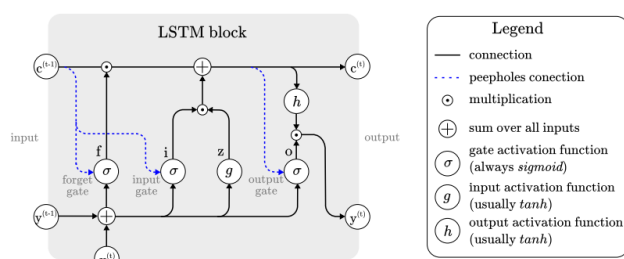 LSTM block
c(t-1)
c(t)
h
input
output
f
i
z
o
σ
σ
g
σ
forget
gate
input
gate
output
gate
y(t-1)
y(t)
Legend
connection
peepholes conection
multiplication
sum over all inputs
σ
gate activation function
(always sigmoid)
g
input activation function
(usually tanh)
h
output activation function
(usually tanh)